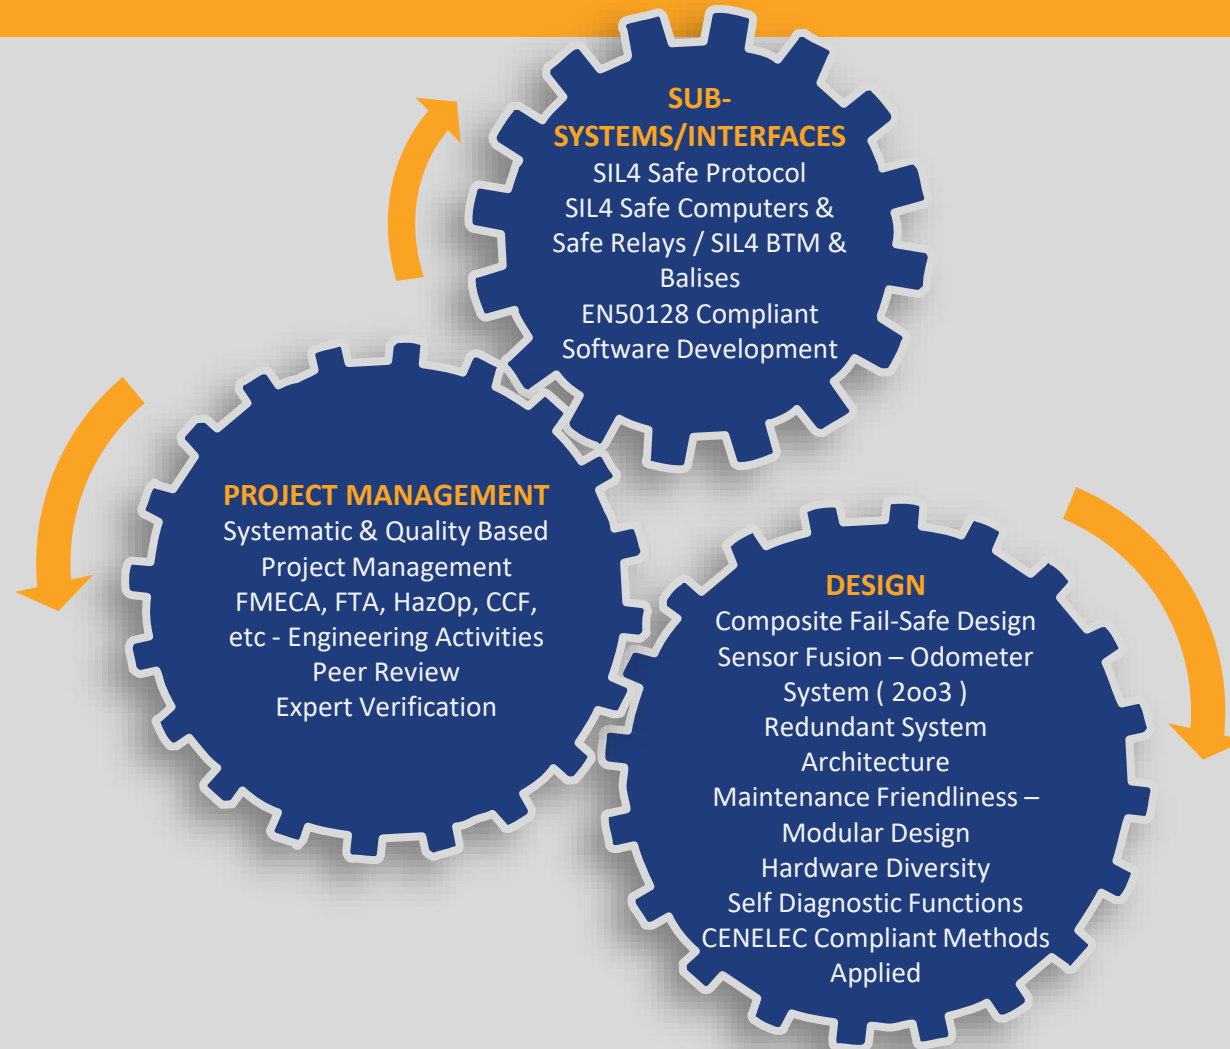 SUB-
SYSTEMS/INTERFACES
SIL4 Safe Protocol
SIL4 Safe Computers &
Safe Relays / SIL4 BTM &
Balises
EN50128 Compliant
Software Development
PROJECT MANAGEMENT
Systematic & Quality Based
Project Management
FMECA, FTA, HazOp, CCF,
etc - Engineering Activities
Peer Review
Expert Verification
DESIGN
Composite Fail-Safe Design
Sensor Fusion – Odometer
System ( 2oo3 )
Redundant System
Architecture
Maintenance Friendliness –
Modular Design
Hardware Diversity
Self Diagnostic Functions
CENELEC Compliant Methods
Applied